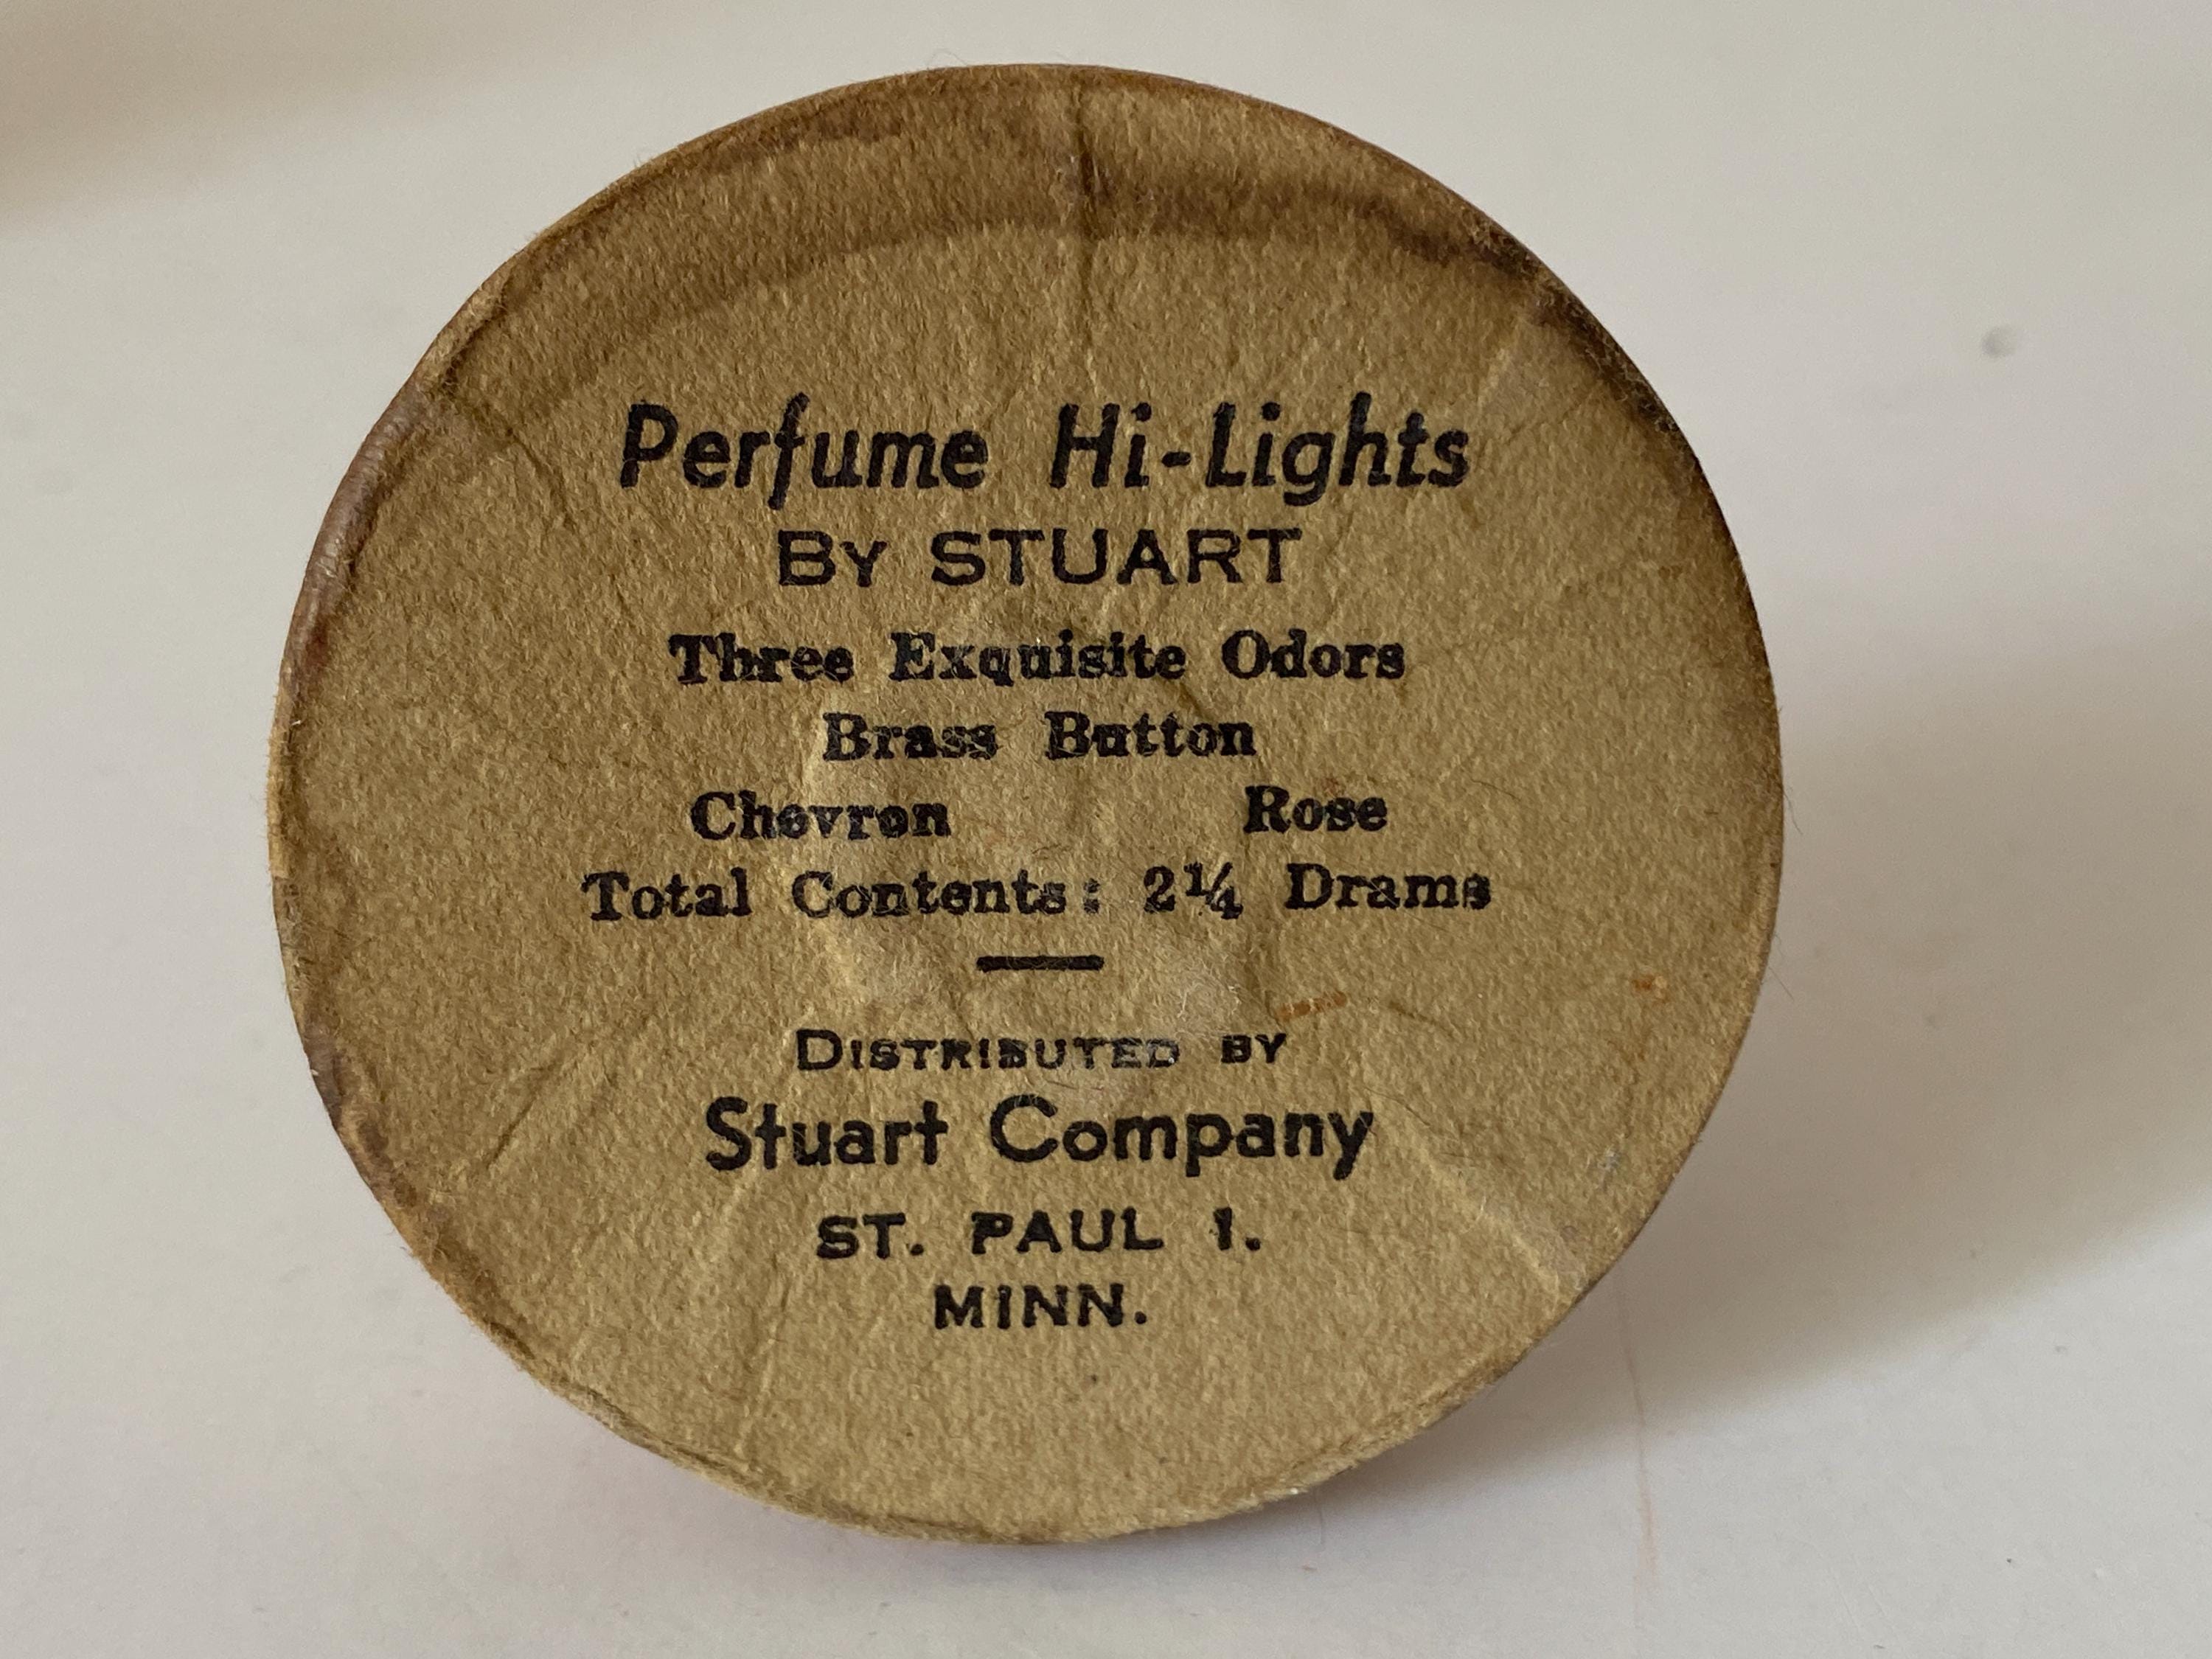 Perfume Hi-Lights
BY STUART
Three Exquisite Odors
Brass Button
Chevron Rose
Total Contents: 2¼ Drams
DISTRIBUTED BY
Stuart Company
ST. PAUL 1.
MINN.